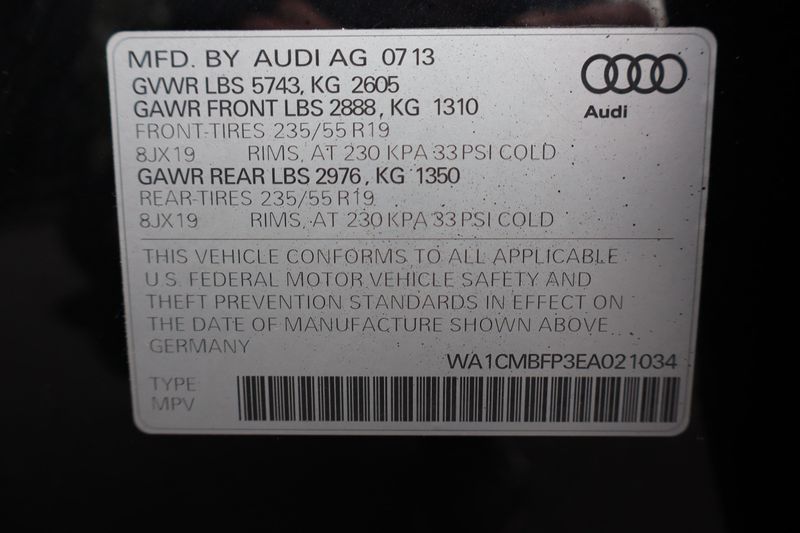 MFD. BY AUDI AG 0713
GVWR LBS 5743, KG 2605
GAWR FRONT LBS 2888, KG 1310
FRONT-TIRES 235/55 R19
8JX19 RIMS, AT 230 KPA 33 PSI COLD
GAWR REAR LBS 2976, KG 1350
REAR-TIRES 235/55 R19
8JX19 RIMS, AT 230 KPA 33 PSI COLD
Audi
THIS VEHICLE CONFORMS TO ALL APPLICABLE
U.S. FEDERAL MOTOR VEHICLE SAFETY AND
THEFT PREVENTION STANDARDS IN EFFECT ON
THE DATE OF MANUFACTURE SHOWN ABOVE
GERMANY
WA1CMBFP3EA021034
TYPE
MPV